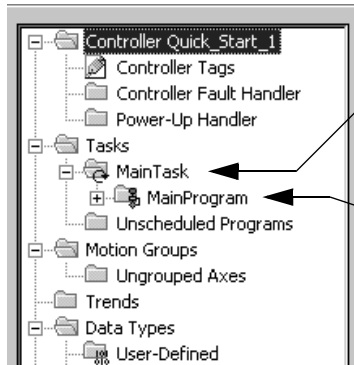 Controller Quick_Start_1
Controller Tags
Controller Fault Handler
Power-Up Handler
Tasks
MainTask
MainProgram
Unscheduled Programs
Motion Groups
Ungrouped Axes
Trends
Data Types
User-Defined